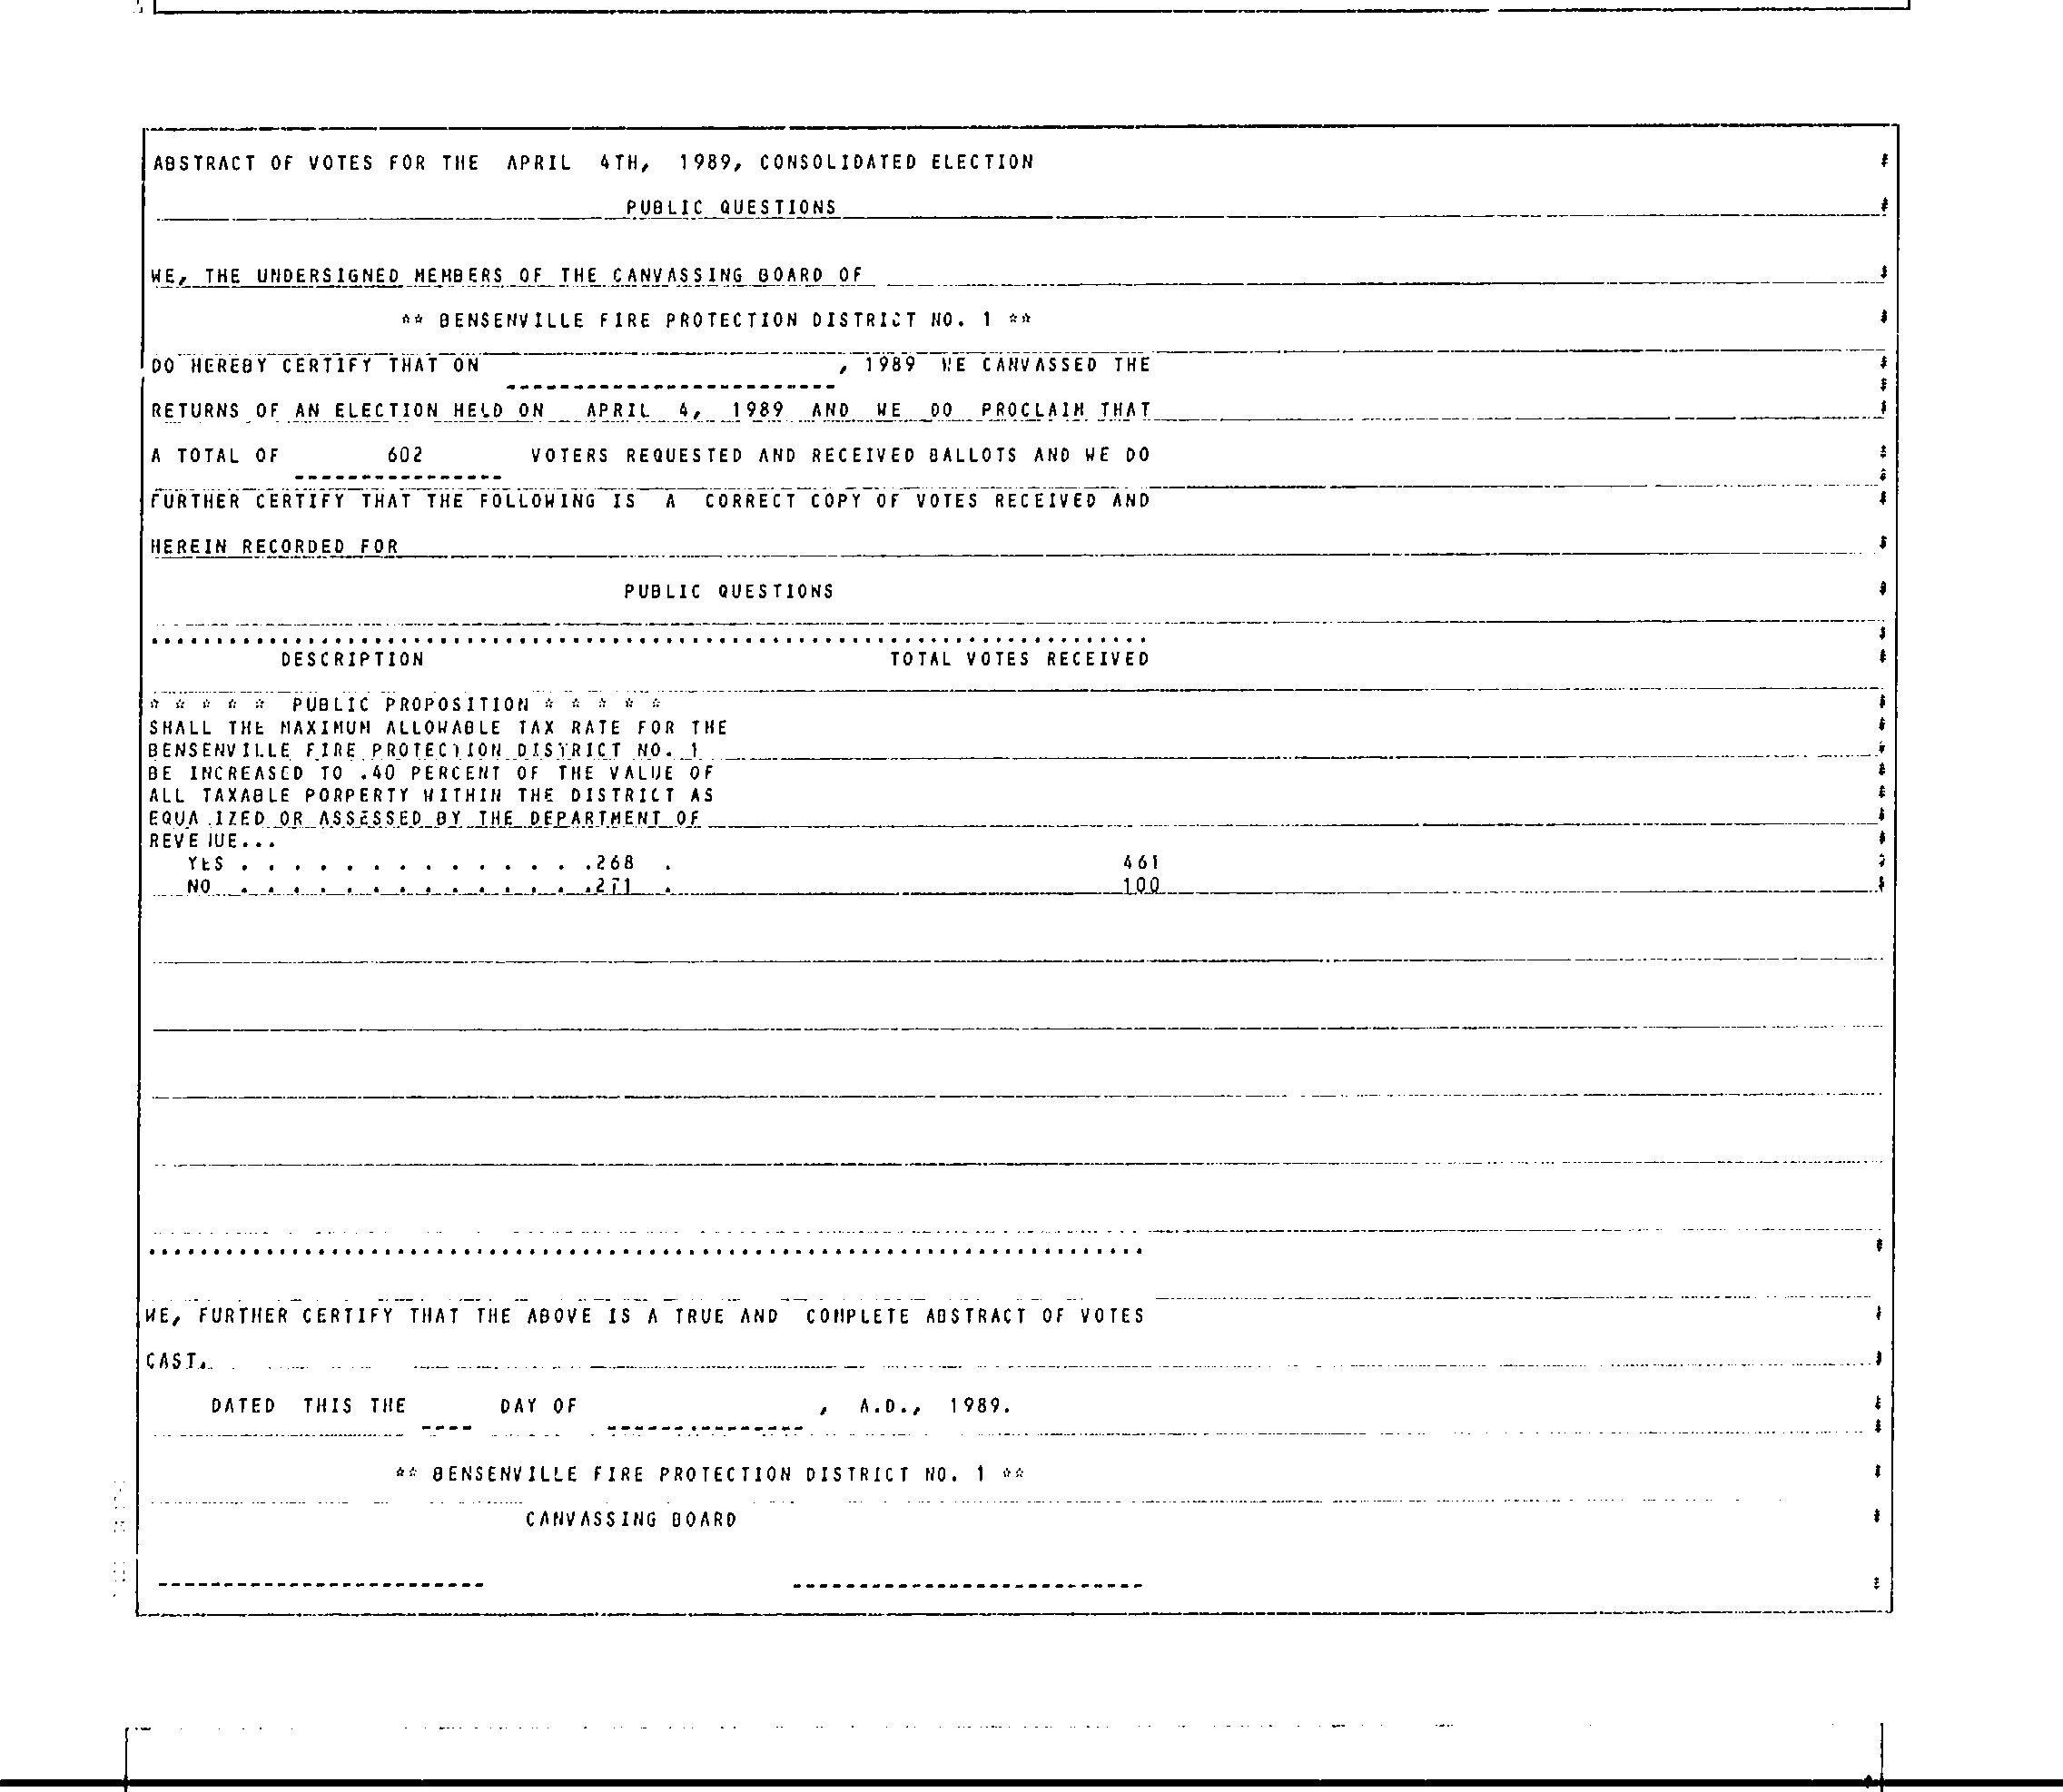 ABSTRACT OF VOTES FOR THE APRIL 4TH, 1989, CONSOLIDATED ELECTION
PUBLIC QUESTIONS
WE, THE UNDERSIGNED MEMBERS OF THE CANVASSING BOARD OF
** BENSENVILLE FIRE PROTECTION DISTRICT NO. 1 **
DO HEREBY CERTIFY THAT ON , 1989 WE CANVASSED THE
RETURNS OF AN ELECTION HELD ON APRIL 4, 1989 AND WE DO PROCLAIM THAT
A TOTAL OF 602 VOTERS REQUESTED AND RECEIVED BALLOTS AND WE DO
FURTHER CERTIFY THAT THE FOLLOWING IS A CORRECT COPY OF VOTES RECEIVED AND
HEREIN RECORDED FOR
PUBLIC QUESTIONS
DESCRIPTION TOTAL VOTES RECEIVED
* * * * * PUBLIC PROPOSITION * * * * *
SHALL THE MAXIMUM ALLOWABLE TAX RATE FOR THE
BENSENVILLE FIRE PROTECTION DISTRICT NO. 1
BE INCREASED TO .40 PERCENT OF THE VALUE OF
ALL TAXABLE PORPERTY WITHIN THE DISTRICT AS
EQUA IZED OR ASSESSED BY THE DEPARTMENT OF
REVE UE...
YES . . . . . . . . . . . . . .268 . 461
NO . . . . . . . . . . . . . .271 . 100
WE, FURTHER CERTIFY THAT THE ABOVE IS A TRUE AND COMPLETE ABSTRACT OF VOTES
CAST.
DATED THIS THE ---- DAY OF --------------- , A.D., 1989.
** BENSENVILLE FIRE PROTECTION DISTRICT NO. 1 **
CANVASSING BOARD